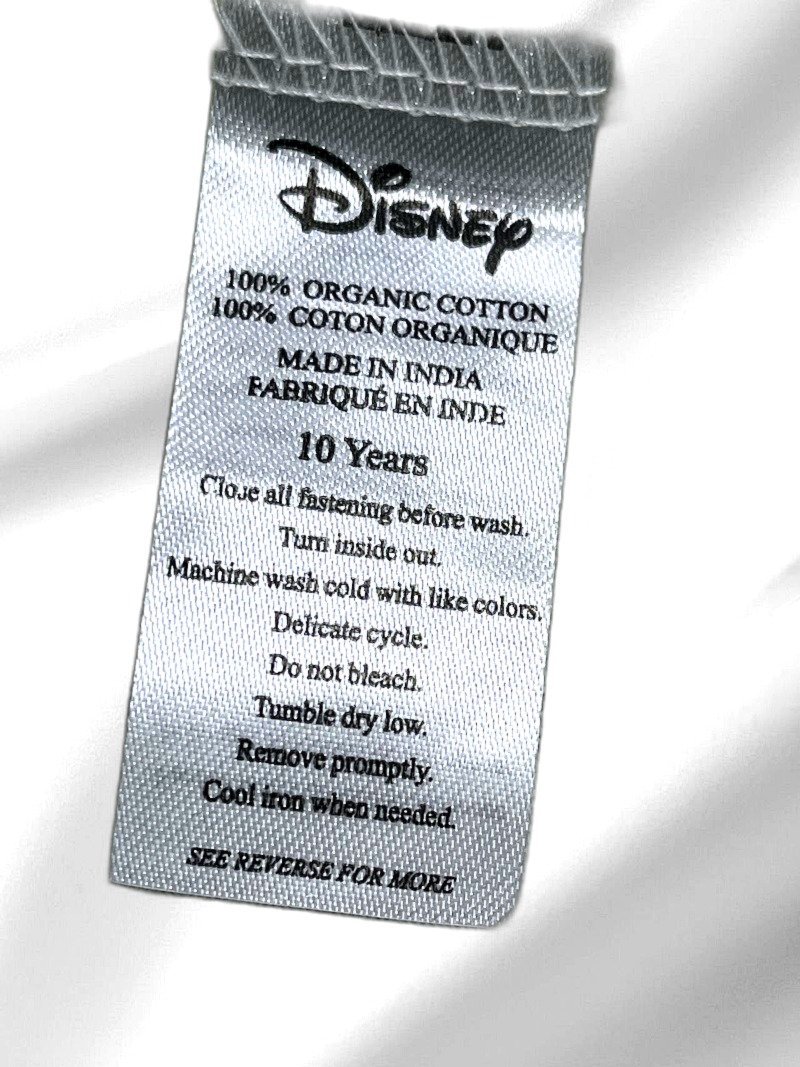 Disney
100% ORGANIC COTTON
100% COTON ORGANIQUE
MADE IN INDIA
FABRIQUÉ EN INDE
10 Years
Close all fastening before wash.
Turn inside out.
Machine wash cold with like colors.
Delicate cycle.
Do not bleach.
Tumble dry low.
Remove promptly.
Cool iron when needed.
SEE REVERSE FOR MORE